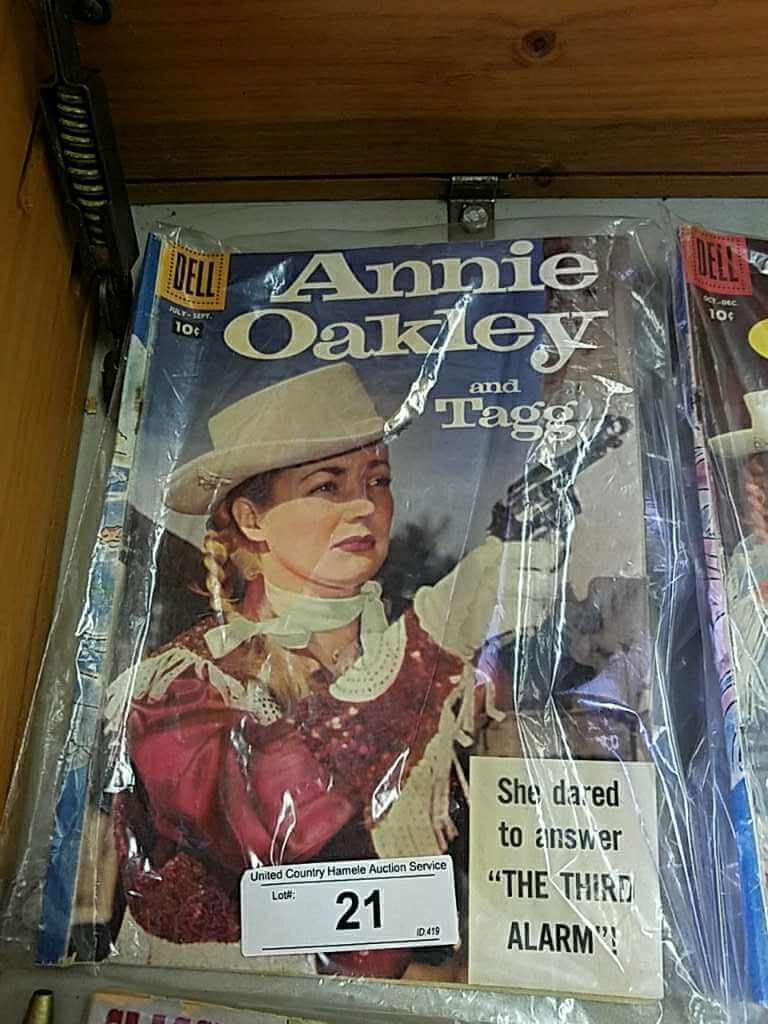 DELL
JULY - SEPT.
10¢
Annie
Oakley
and
Tagg
She dared
to answer
"THE THIRD
ALARM"!
United Country Hamele Auction Service
Lot#:
21
ID:419
DELL
OCT.-DEC.
10¢